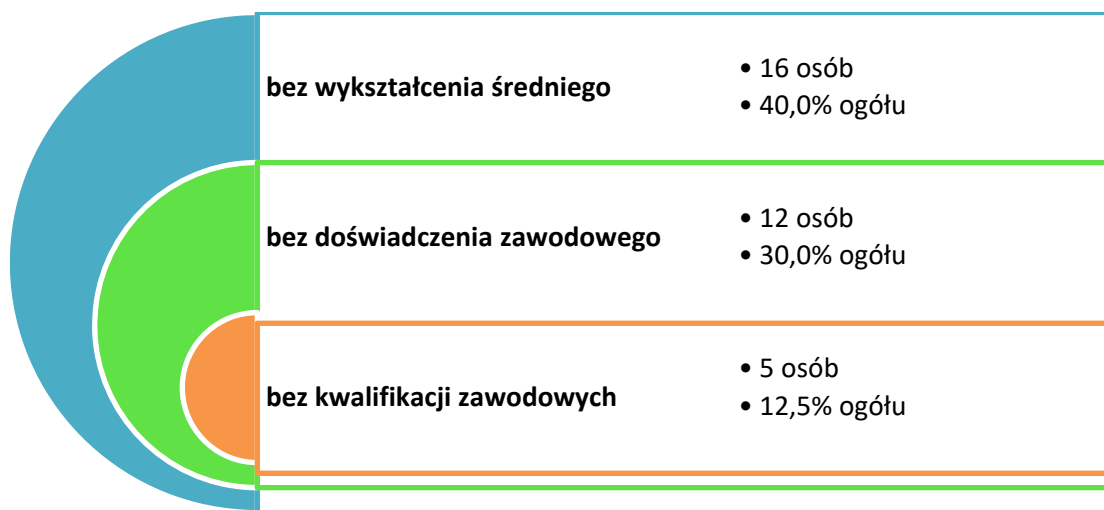 bez wykształcenia średniego
• 16 osób
• 40,0% ogółu
bez doświadczenia zawodowego
• 12 osób
• 30,0% ogółu
bez kwalifikacji zawodowych
• 5 osób
• 12,5% ogółu